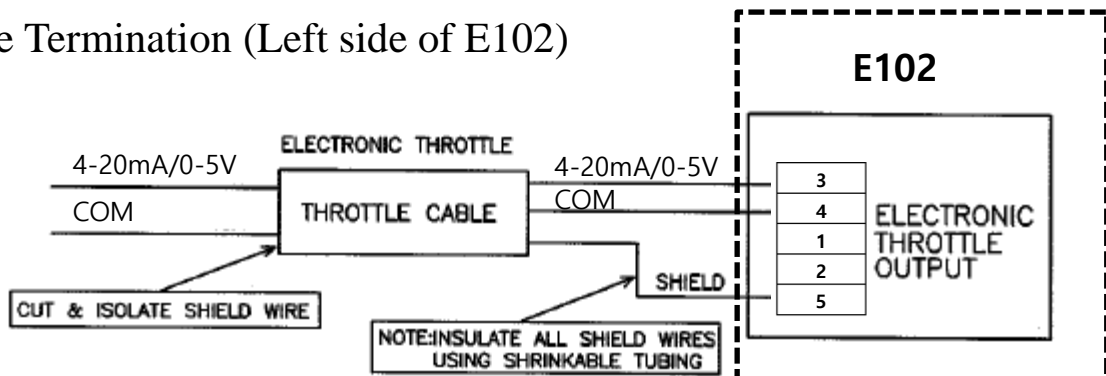 e Termination (Left side of E102)
E102
ELECTRONIC THROTTLE
4-20mA/0-5V
COM
THROTTLE CABLE
4-20mA/0-5V
COM
SHIELD
3
4
1
2
5
ELECTRONIC
THROTTLE
OUTPUT
CUT & ISOLATE SHIELD WIRE
NOTE:INSULATE ALL SHIELD WIRES
USING SHRINKABLE TUBING